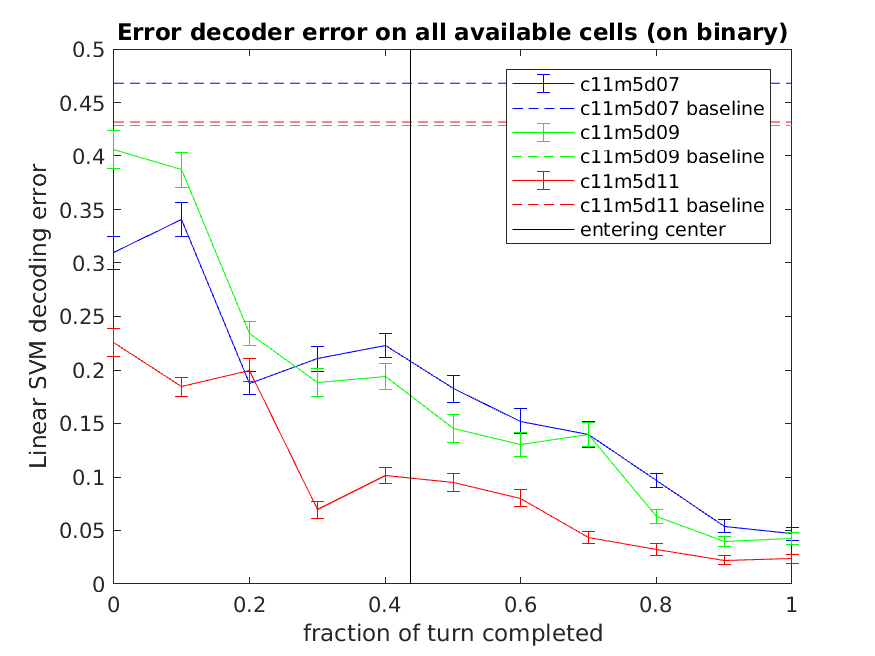 Error decoder error on all available cells (on binary)
0.5
0.45
0.4
0.35
0.3
0.25
0.2
0.15
0.1
0.05
0
Linear SVM decoding error
c11m5d07
c11m5d07 baseline
c11m5d09
c11m5d09 baseline
c11m5d11
c11m5d11 baseline
entering center
0 0.2 0.4 0.6 0.8 1
fraction of turn completed